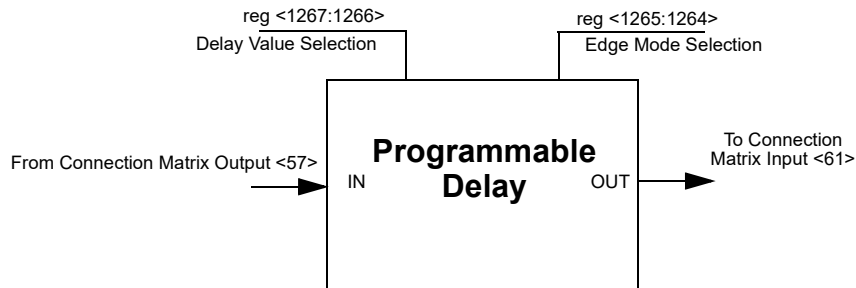 reg <1267:1266>
Delay Value Selection
reg <1265:1264>
Edge Mode Selection
From Connection Matrix Output <57>
IN
Programmable
Delay
OUT
To Connection
Matrix Input <61>